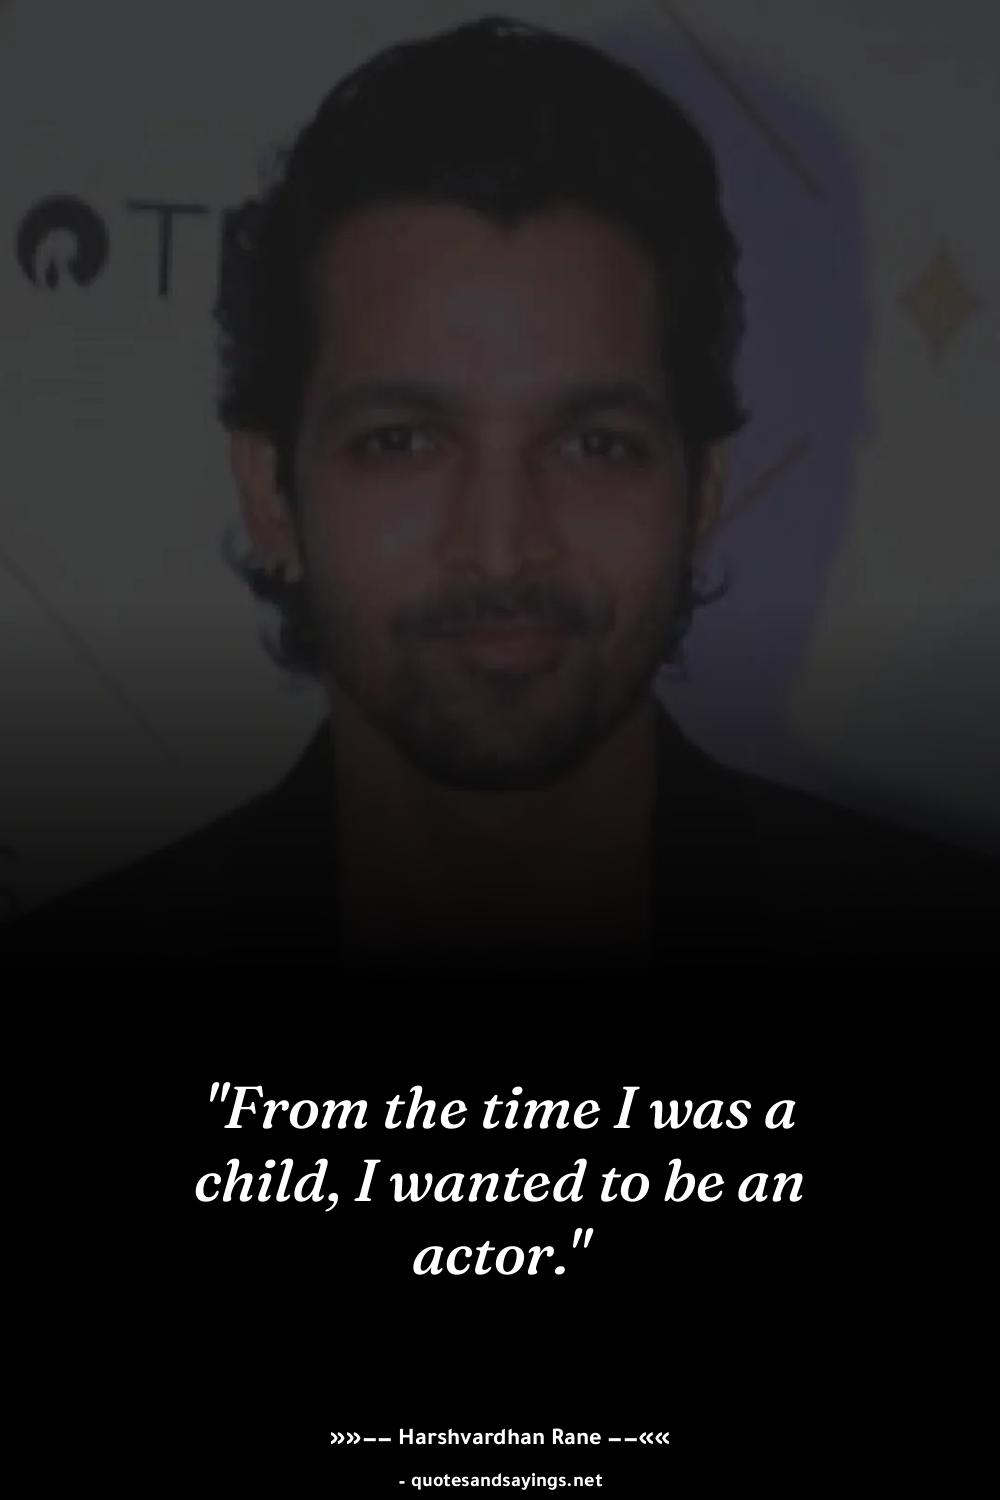 T
"From the time I was a
child, I wanted to be an
actor."
»»−− Harshvardhan Rane −−««
- quotesandsayings.net